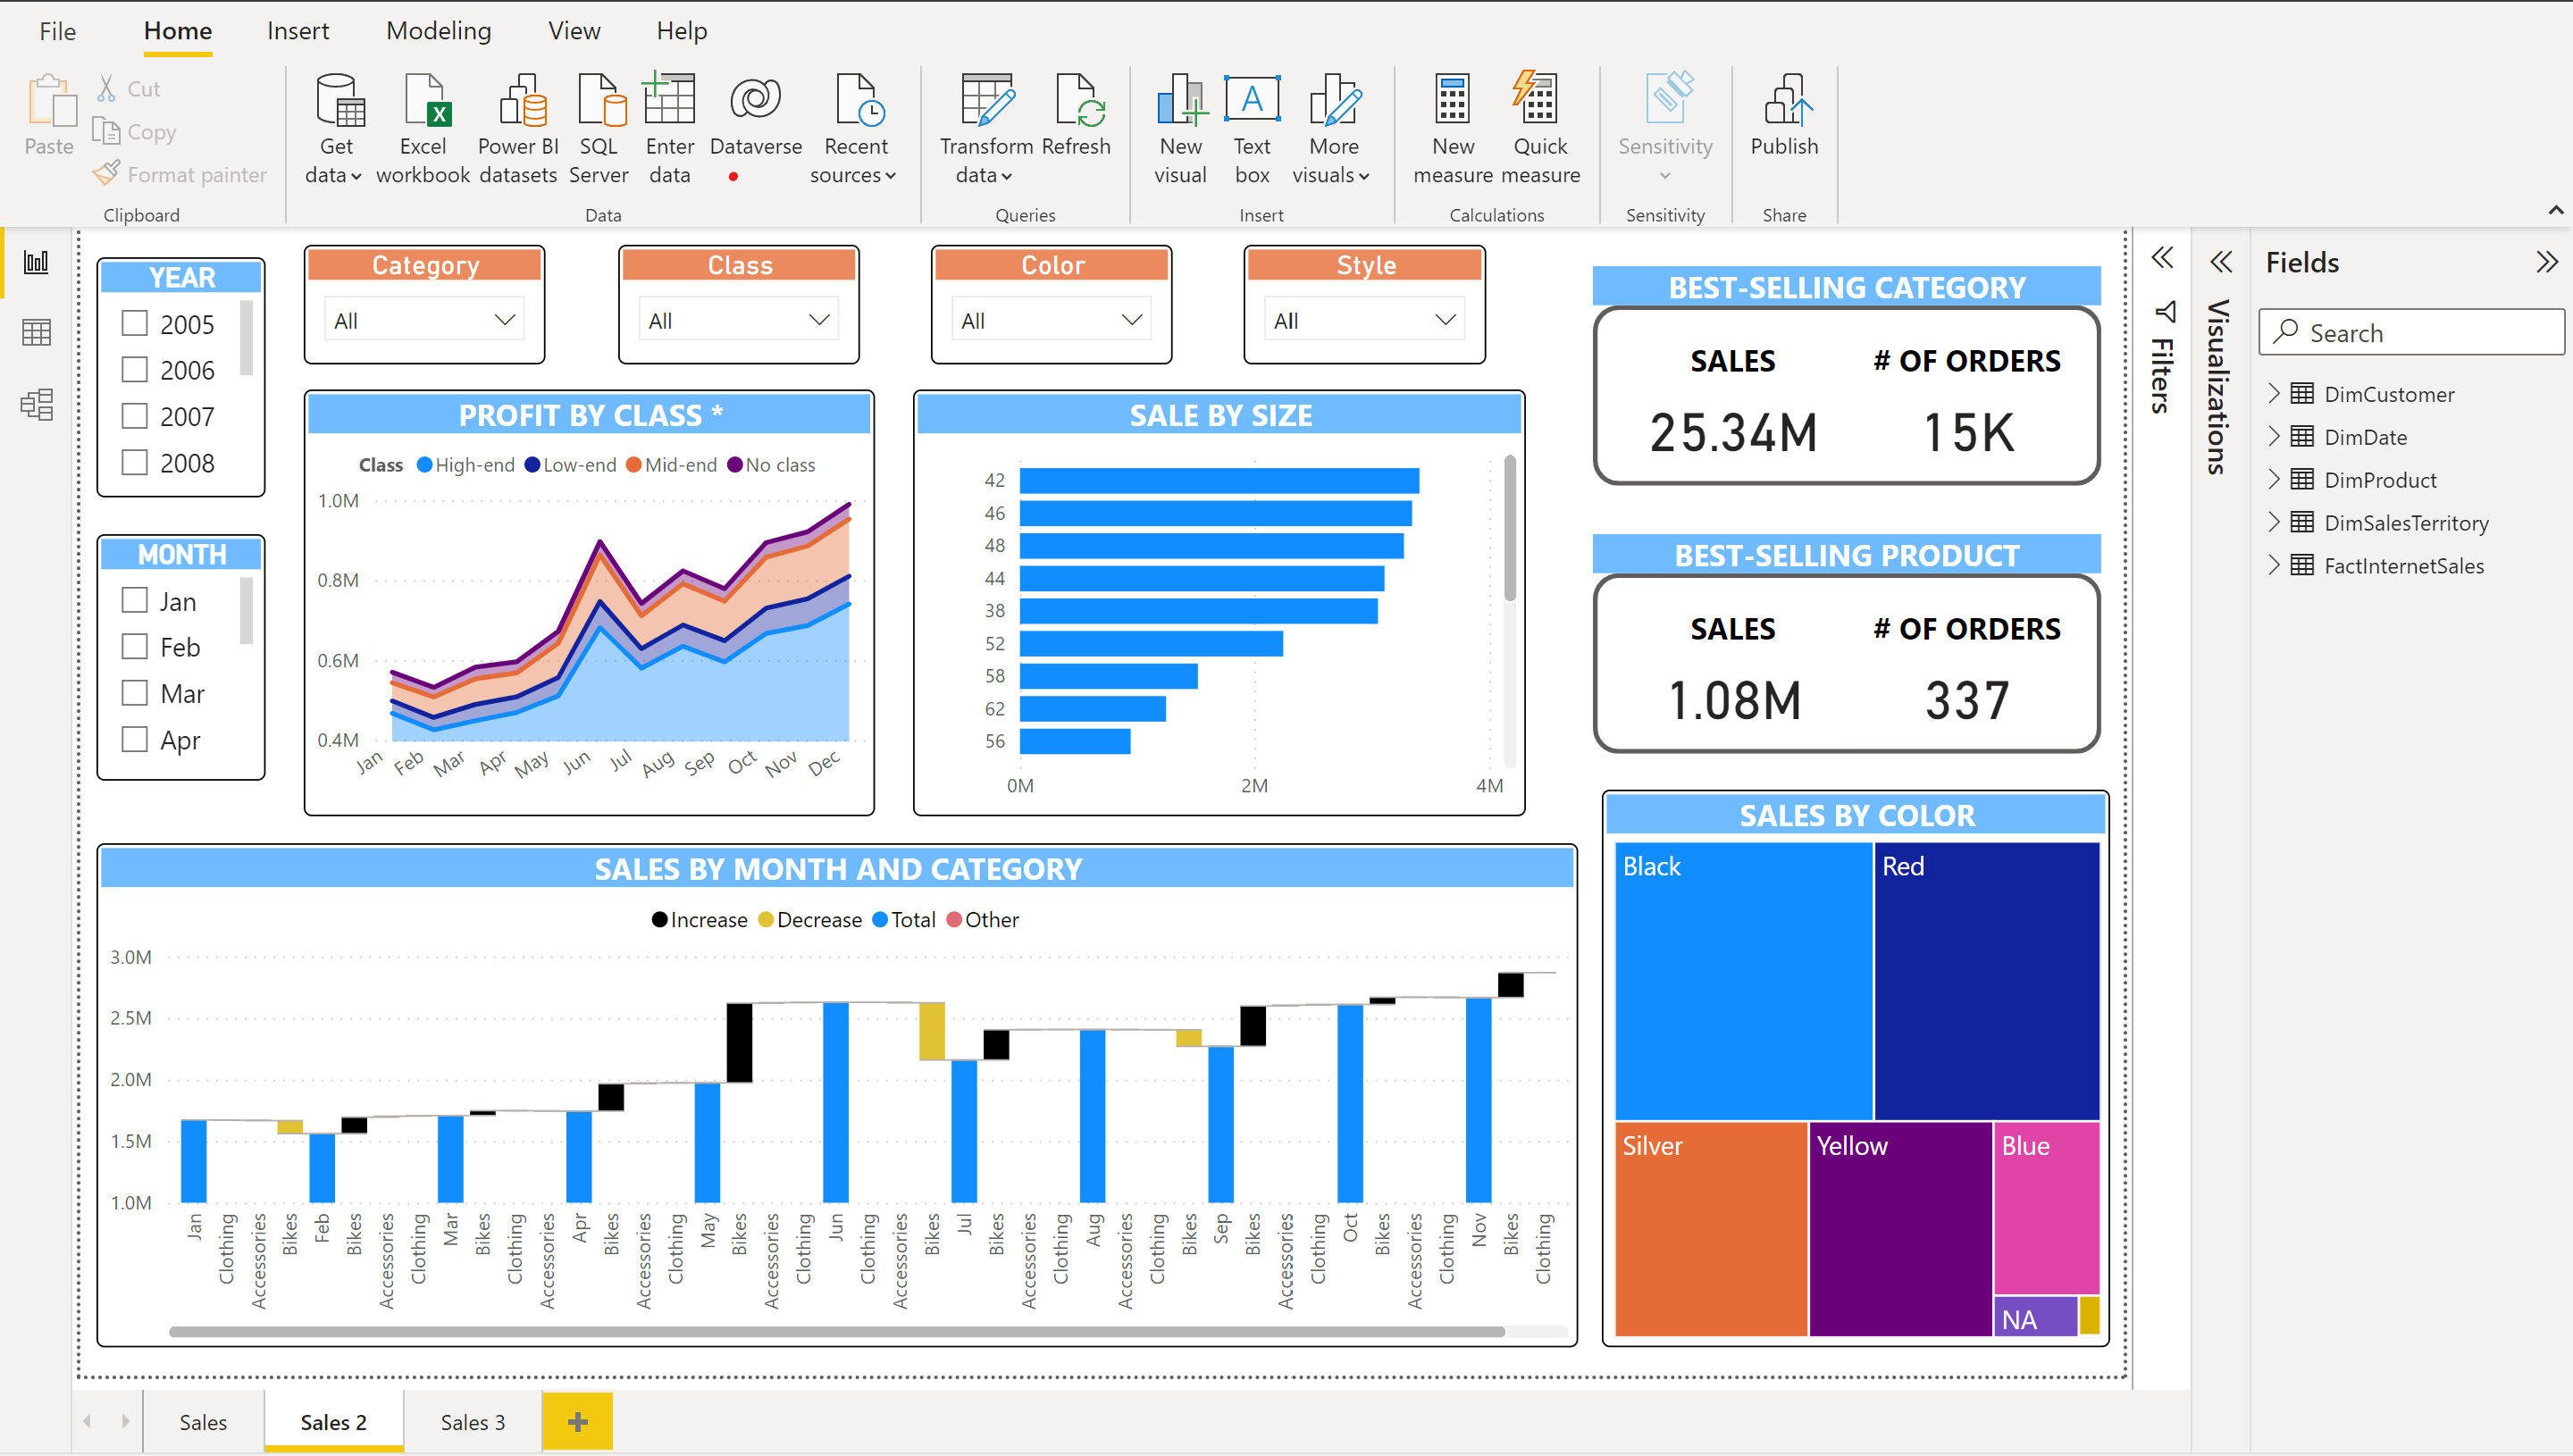 File Home Insert Modeling View Help
Paste
Cut
Copy
Format painter
Clipboard
Get data
Excel workbook
Power BI datasets
SQL Server
Enter data
Dataverse
Recent sources
Data
Transform data
Refresh
Queries
New visual
Text box
More visuals
Insert
New measure
Quick measure
Calculations
Sensitivity
Sensitivity
Publish
Share
YEAR
2005
2006
2007
2008
MONTH
Jan
Feb
Mar
Apr
Category
All
Class
All
Color
All
Style
All
PROFIT BY CLASS *
Class High-end Low-end Mid-end No class
1.0M
0.8M
0.6M
0.4M
Jan Feb Mar Apr May Jun Jul Aug Sep Oct Nov Dec
SALE BY SIZE
42
46
48
44
38
52
58
62
56
0M 2M 4M
BEST-SELLING CATEGORY
SALES # OF ORDERS
25.34M 15K
BEST-SELLING PRODUCT
SALES # OF ORDERS
1.08M 337
SALES BY MONTH AND CATEGORY
Increase Decrease Total Other
3.0M
2.5M
2.0M
1.5M
1.0M
Jan
Clothing
Accessories
Bikes
Feb
Bikes
Accessories
Clothing
Mar
Bikes
Clothing
Accessories
Apr
Bikes
Accessories
Clothing
May
Bikes
Accessories
Clothing
Jun
Clothing
Accessories
Bikes
Jul
Bikes
Accessories
Clothing
Aug
Accessories
Clothing
Bikes
Sep
Bikes
Accessories
Clothing
Oct
Bikes
Accessories
Clothing
Nov
Bikes
Clothing
SALES BY COLOR
Black
Red
Silver
Yellow
Blue
NA
Filters
Visualizations
Fields
Search
DimCustomer
DimDate
DimProduct
DimSalesTerritory
FactInternetSales
Sales Sales 2 Sales 3